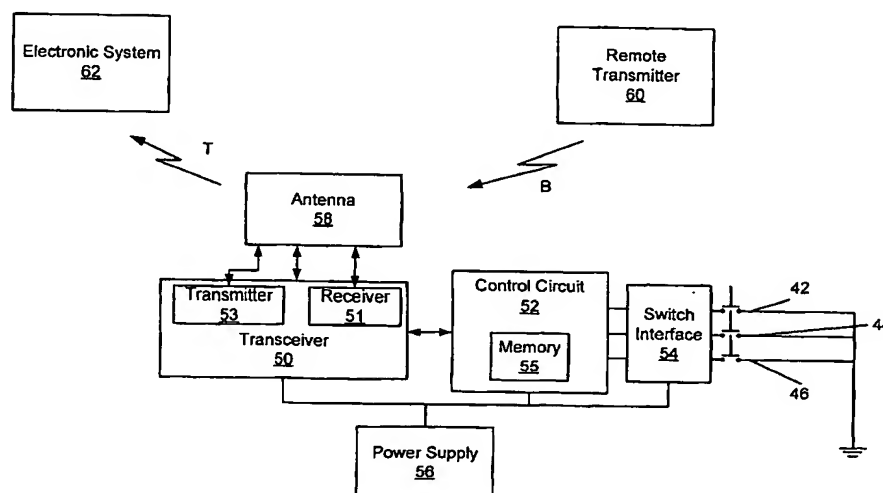 Electronic System
62
Remote
Transmitter
60
T
B
Antenna
58
Transmitter
53
Receiver
51
Transceiver
50
Control Circuit
52
Memory
55
Switch
Interface
54
42
44
46
Power Supply
56